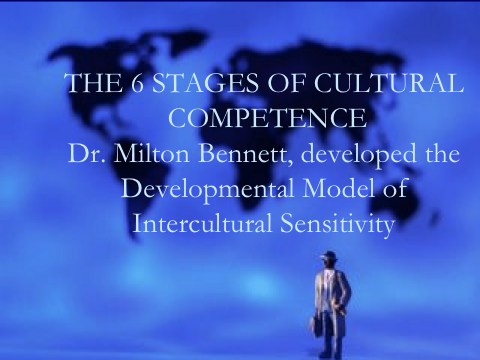 THE 6 STAGES OF CULTURAL
COMPETENCE
Dr. Milton Bennett, developed the
Developmental Model of
Intercultural Sensitivity